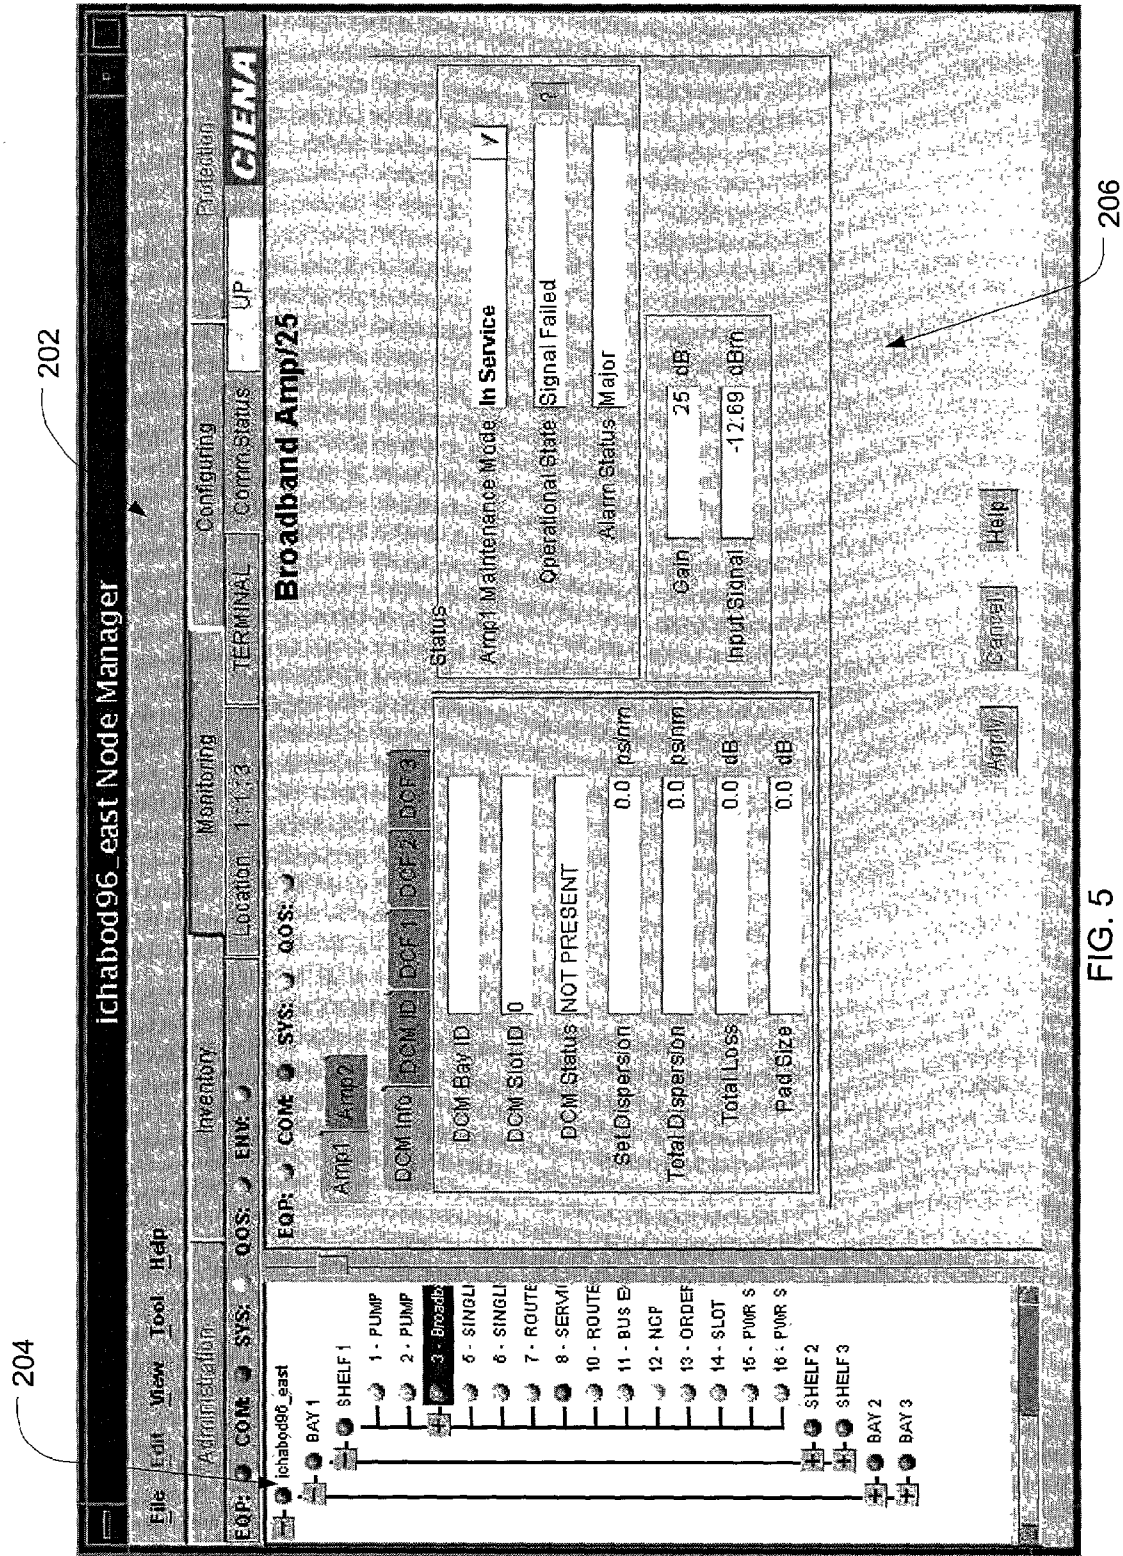 202
204
206
ichabod96_east Node Manager
File Edit View Tool Help
Administration Inventory Monitoring Configuring Protection
EQP: COM: SYS: QOS: ENV: Location 1:1:3 TERMINAL Comm.Status UP CIENA
ichabod96_east
BAY 1
SHELF 1
1 - PUMP
2 - PUMP
3 - Broadb
5 - SINGLI
6 - SINGLI
7 - ROUTE
8 - SERVI
10 - ROUTE
11 - BUS E
12 - NCP
13 - ORDER
14 - SLOT
15 - PWR S
16 - PWR S
SHELF 2
SHELF 3
BAY 2
BAY 3
EQP: COM: SYS: QOS: Broadband Amp/25
Amp1 Amp2
DCM Info DCM ID DCF 1 DCF 2 DCF 3
DCM Bay ID
DCM Slot ID 0
DCM Status NOT PRESENT
Set Dispersion 0.0 ps/nm
Total Dispersion 0.0 ps/nm
Total Loss 0.0 dB
Pad Size 0.0 dB
Status
Amp1 Maintenance Mode In Service
Operational State Signal Failed ?
Alarm Status Major
Gain 25 dB
Input Signal -12.69 dBm
Apply Cancel Help
FIG. 5